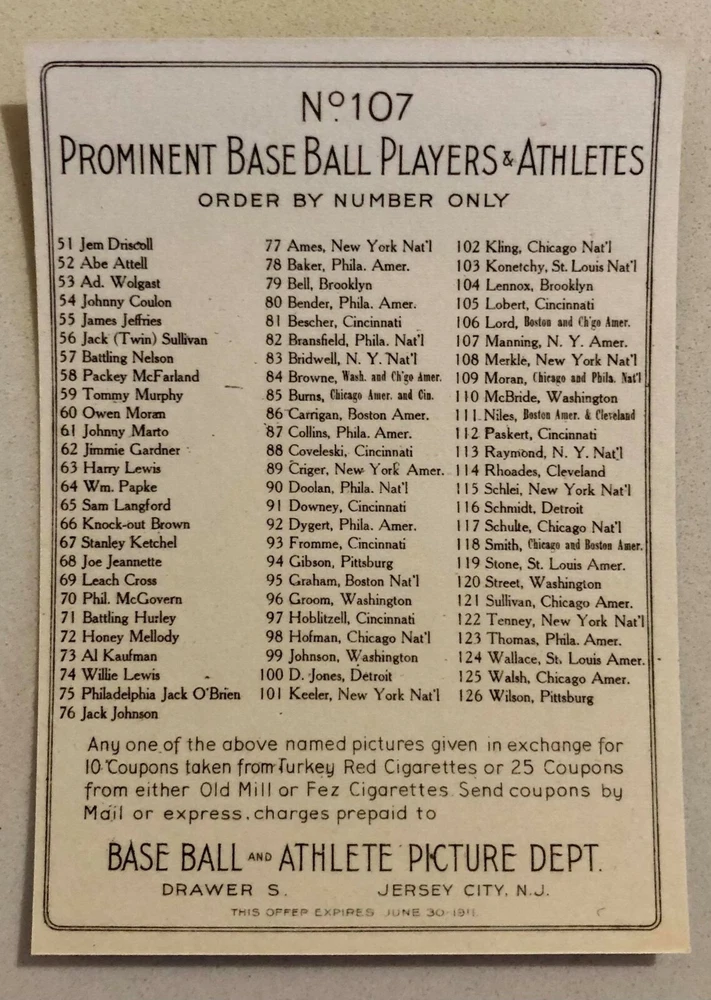 Nº 107
PROMINENT BASE BALL PLAYERS & ATHLETES
ORDER BY NUMBER ONLY
51 Jem Driscoll
52 Abe Attell
53 Ad. Wolgast
54 Johnny Coulon
55 James Jeffries
56 Jack (Twin) Sullivan
57 Battling Nelson
58 Packey McFarland
59 Tommy Murphy
60 Owen Moran
61 Johnny Marto
62 Jimmie Gardner
63 Harry Lewis
64 Wm. Papke
65 Sam Langford
66 Knock-out Brown
67 Stanley Ketchel
68 Joe Jeannette
69 Leach Cross
70 Phil. McGovern
71 Battling Hurley
72 Honey Mellody
73 Al Kaufman
74 Willie Lewis
75 Philadelphia Jack O'Brien
76 Jack Johnson
77 Ames, New York Nat'l
78 Baker, Phila. Amer.
79 Bell, Brooklyn
80 Bender, Phila. Amer.
81 Bescher, Cincinnati
82 Bransfield, Phila. Nat'l
83 Bridwell, N. Y. Nat'l
84 Browne, Wash. and Ch'go Amer.
85 Burns, Chicago Amer. and Cin.
86 Carrigan, Boston Amer.
87 Collins, Phila. Amer.
88 Coveleski, Cincinnati
89 Criger, New York Amer.
90 Doolan, Phila. Nat'l
91 Downey, Cincinnati
92 Dygert, Phila. Amer.
93 Fromme, Cincinnati
94 Gibson, Pittsburg
95 Graham, Boston Nat'l
96 Groom, Washington
97 Hoblitzell, Cincinnati
98 Hofman, Chicago Nat'l
99 Johnson, Washington
100 D. Jones, Detroit
101 Keeler, New York Nat'l
102 Kling, Chicago Nat'l
103 Konetchy, St. Louis Nat'l
104 Lennox, Brooklyn
105 Lobert, Cincinnati
106 Lord, Boston and Ch'go Amer.
107 Manning, N. Y. Amer.
108 Merkle, New York Nat'l
109 Moran, Chicago and Phila. Nat'l
110 McBride, Washington
111 Niles, Boston Amer. & Cleveland
112 Paskert, Cincinnati
113 Raymond, N. Y. Nat'l
114 Rhoades, Cleveland
115 Schlei, New York Nat'l
116 Schmidt, Detroit
117 Schulte, Chicago Nat'l
118 Smith, Chicago and Boston Amer.
119 Stone, St. Louis Amer.
120 Street, Washington
121 Sullivan, Chicago Amer.
122 Tenney, New York Nat'l
123 Thomas, Phila. Amer.
124 Wallace, St. Louis Amer.
125 Walsh, Chicago Amer.
126 Wilson, Pittsburg
Any one of the above named pictures given in exchange for
10 Coupons taken from Turkey Red Cigarettes or 25 Coupons
from either Old Mill or Fez Cigarettes. Send coupons by
Mail or express, charges prepaid to
BASE BALL AND ATHLETE PICTURE DEPT.
DRAWER S. JERSEY CITY, N.J.
THIS OFFER EXPIRES JUNE 30 1911.